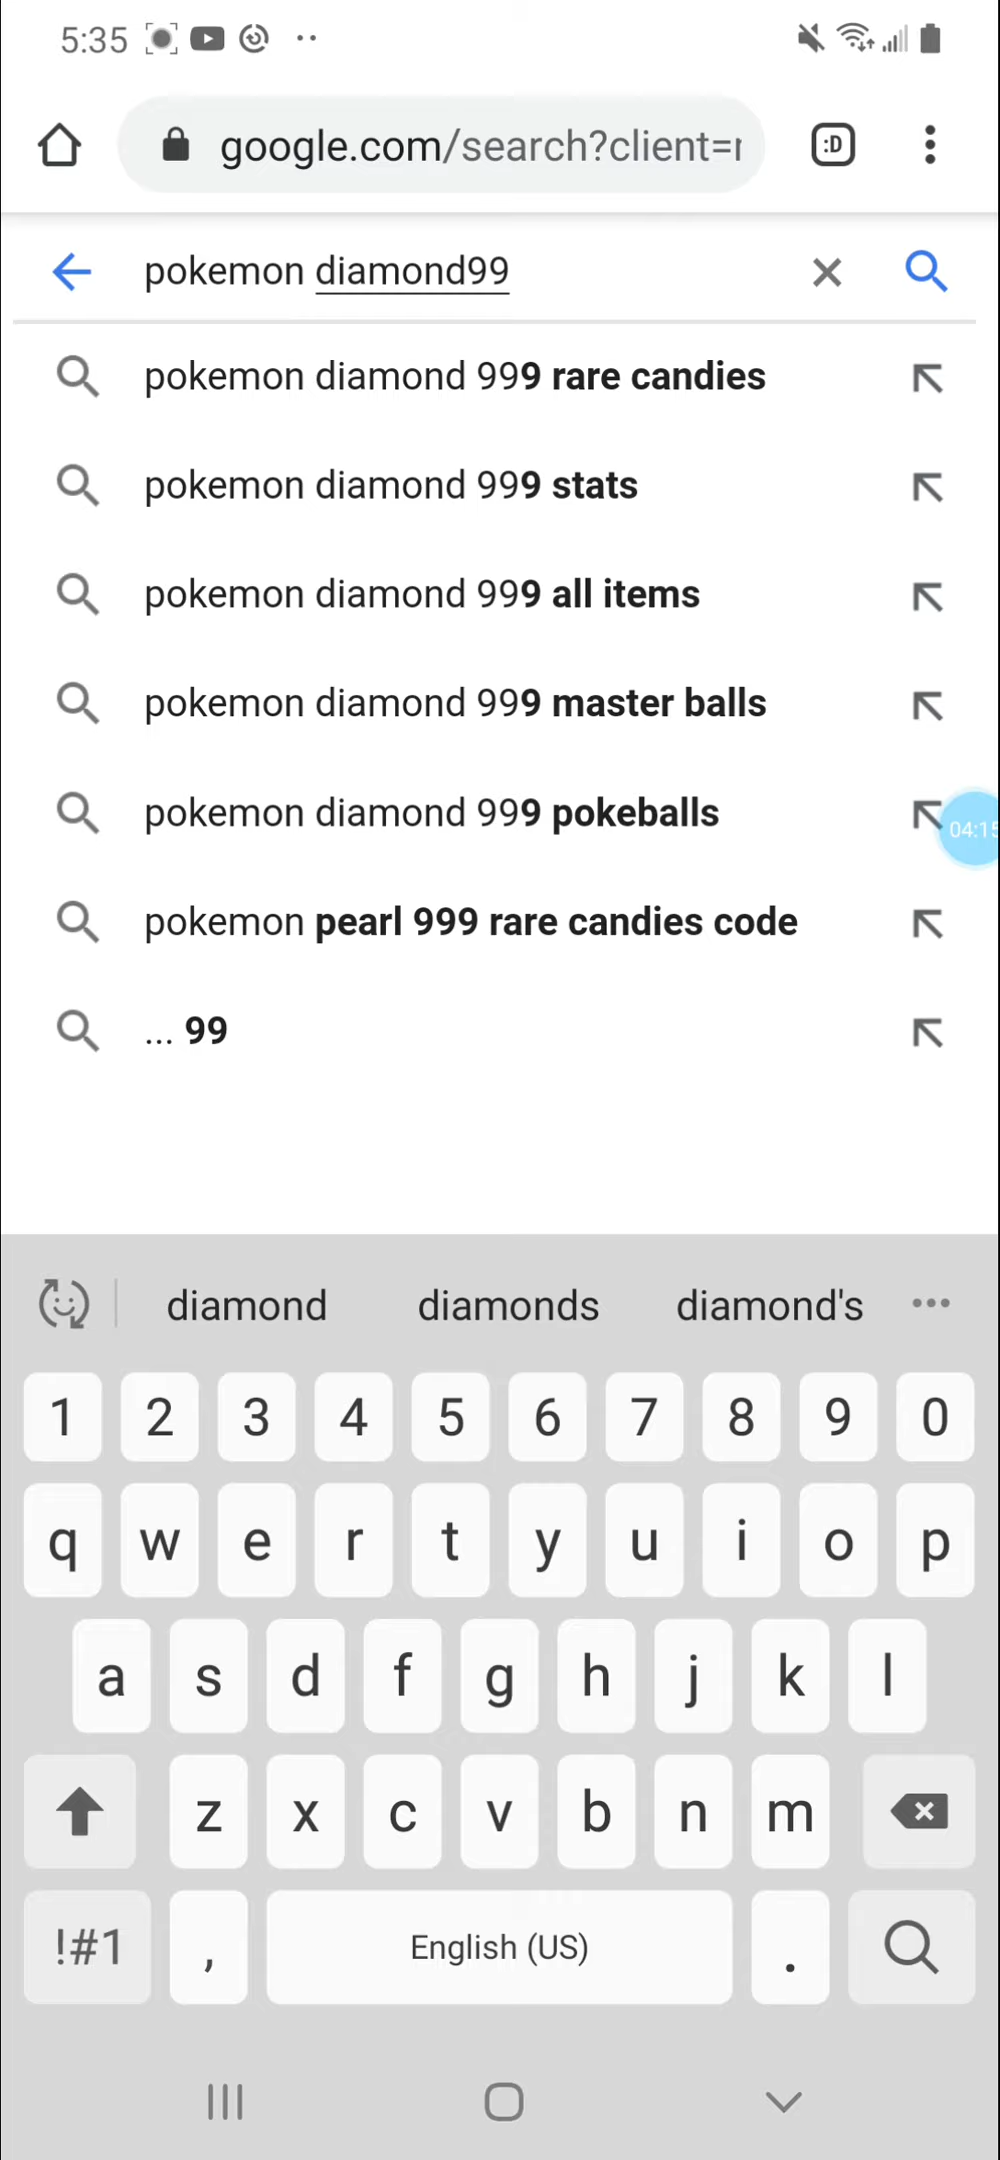 5:35
google.com/search?client=
:D
pokemon diamond99
pokemon diamond 999 rare candies
pokemon diamond 999 stats
pokemon diamond 999 all items
pokemon diamond 999 master balls
pokemon diamond 999 pokeballs
04:15
pokemon pearl 999 rare candies code
... 99
diamond diamonds diamond's
1 2 3 4 5 6 7 8 9 0
q w e r t y u i o p
a s d f g h j k l
z x c v b n m
!#1 , English (US) .